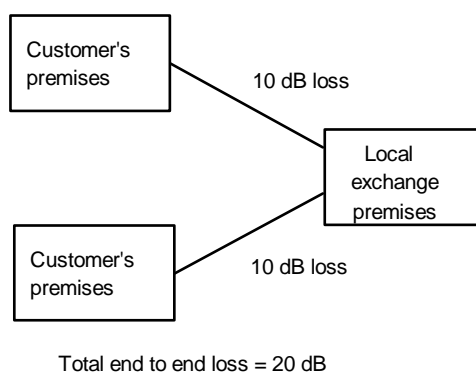 Customer's
premises
10 dB loss
Local
exchange
premises
Customer's
premises
10 dB loss
Total end to end loss = 20 dB